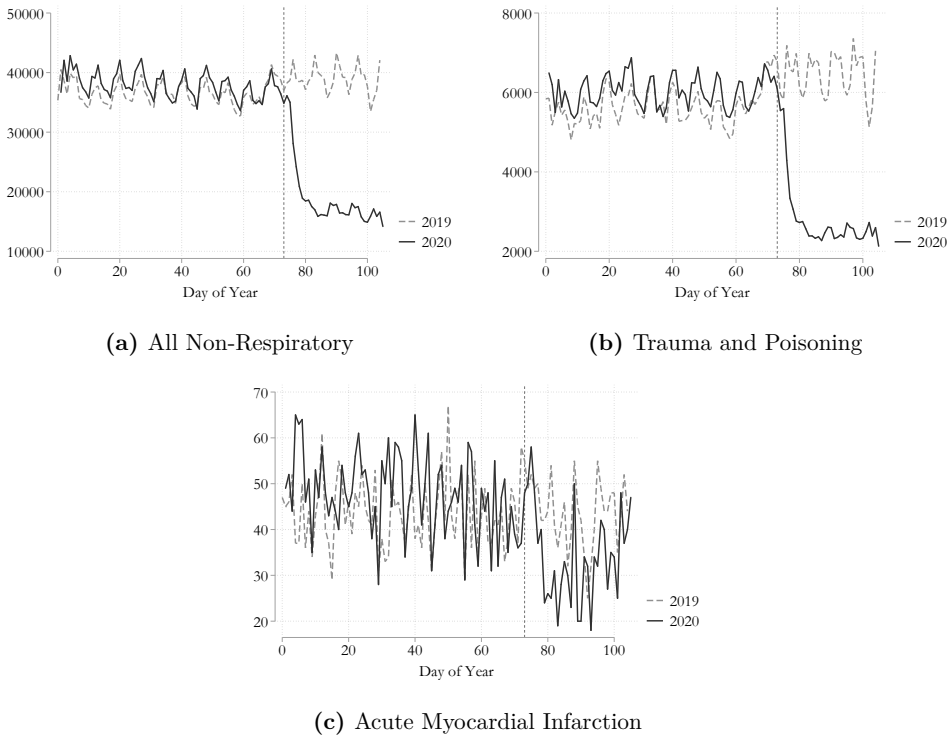 50000
40000
30000
20000
10000
0 20 40 60 80 100
Day of Year
2019
2020
(a) All Non-Respiratory
8000
6000
4000
2000
0 20 40 60 80 100
Day of Year
2019
2020
(b) Trauma and Poisoning
70
60
50
40
30
20
0 20 40 60 80 100
Day of Year
2019
2020
(c) Acute Myocardial Infarction